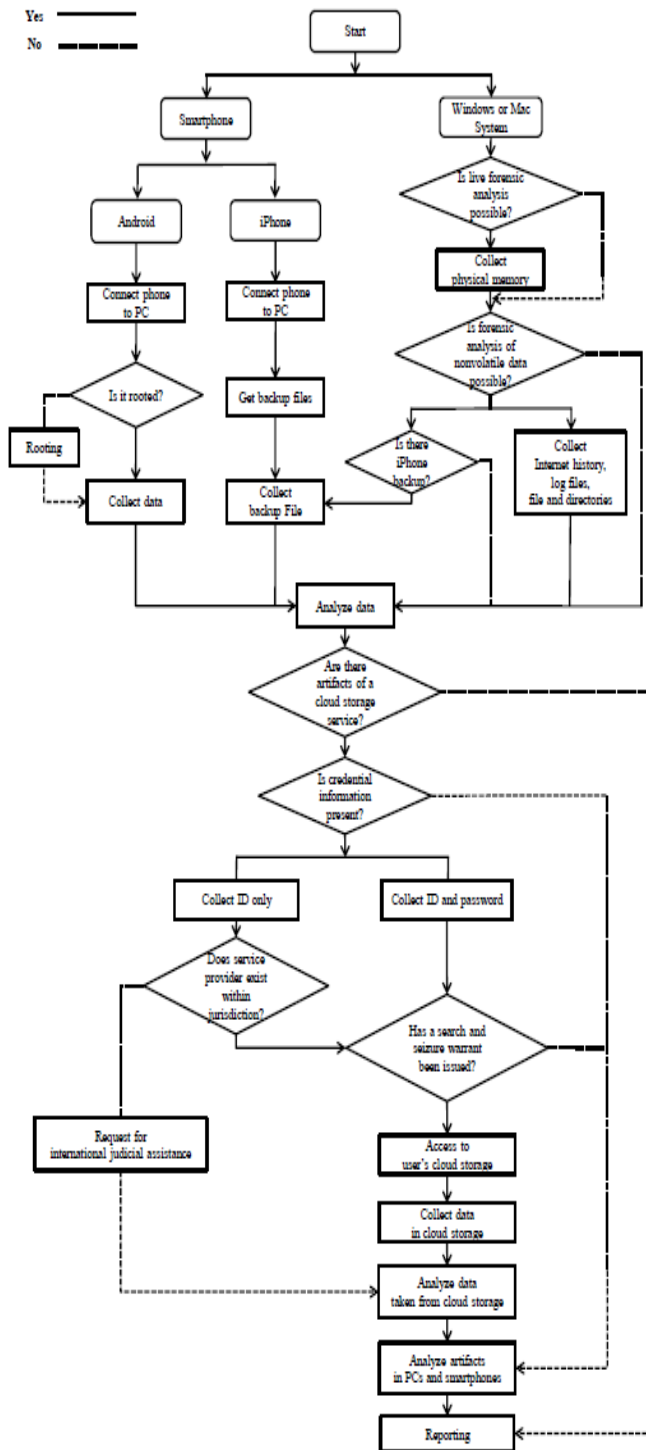 Yes
No
Start
Smartphone
Windows or Mac
System
Is live forensic
analysis
possible?
Android
iPhone
Collect
physical memory
Connect phone
to PC
Connect phone
to PC
Is forensic
analysis of
nonvolatile data
possible?
Is it rooted?
Get backup files
Rooting
Is there
iPhone
backup?
Collect
Internet history,
log files,
file and directories
Collect data
Collect
backup File
Analyze data
Are there
artifacts of a
cloud storage
service?
Is credential
information
present?
Collect ID only
Collect ID and password
Does service
provider exist
within
jurisdiction?
Has a search and
seizure warrant
been issued?
Request for
international judicial assistance
Access to
user's cloud storage
Collect data
in cloud storage
Analyze data
taken from cloud storage
Analyze artifacts
in PCs and smartphones
Reporting